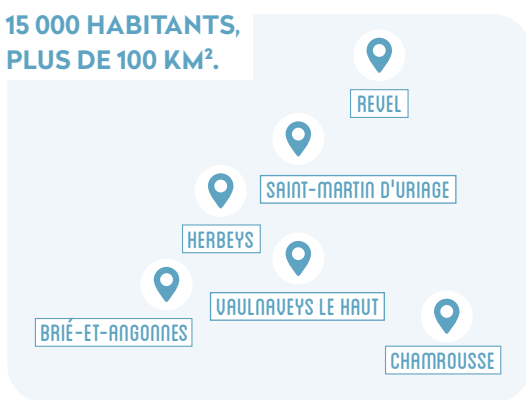 15 000 HABITANTS,
PLUS DE 100 KM².
REVEL
SAINT-MARTIN D'URIAGE
HERBEYS
VAULNAVEYS LE HAUT
BRIÉ-ET-ANGONNES
CHAMROUSSE